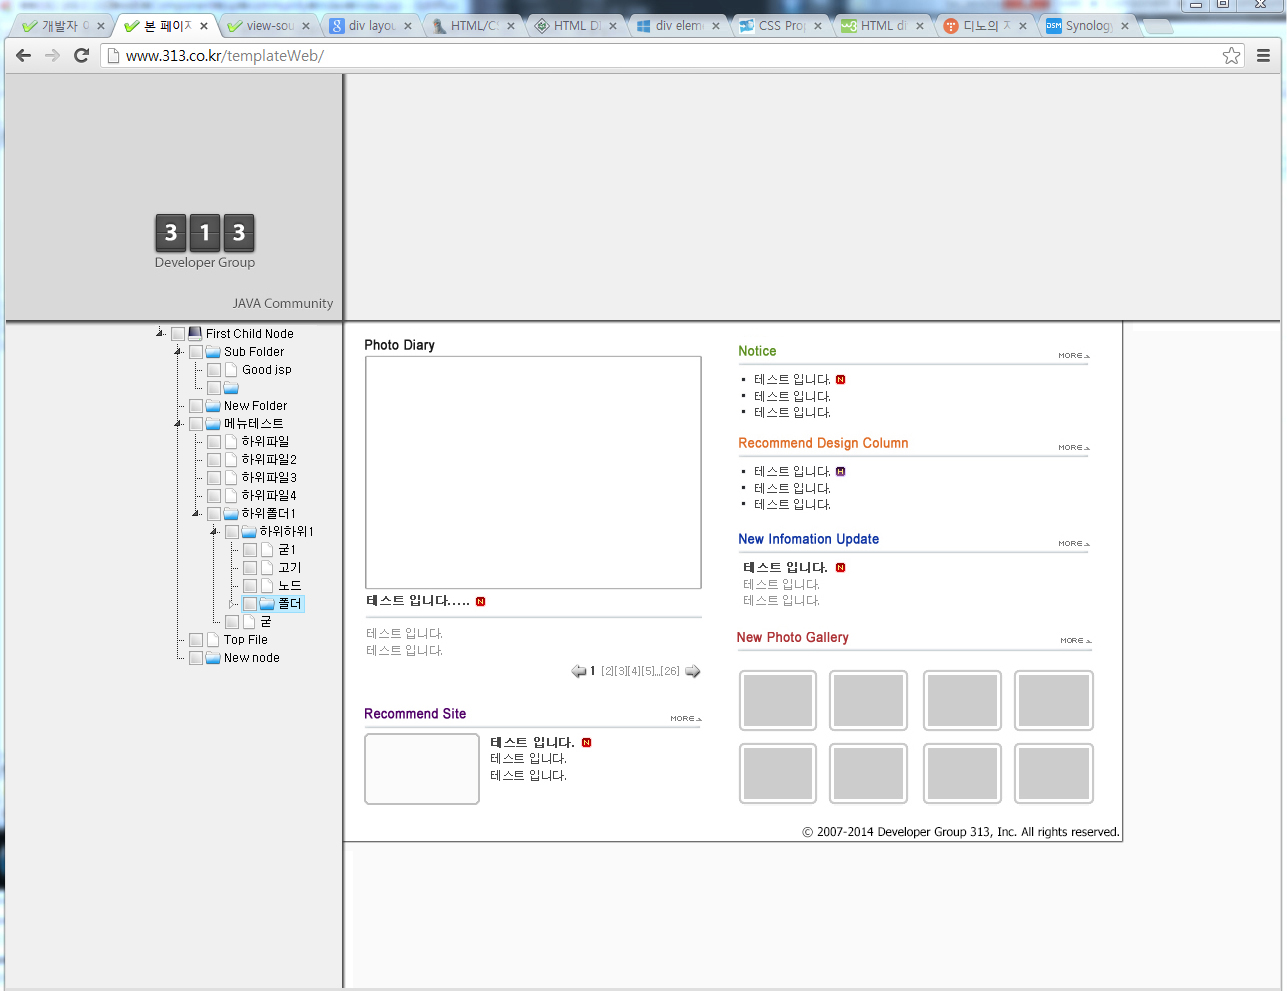 개발자 이
본 페이지
view-sou
div layou
HTML/CS
HTML DI
div elem
CSS Prop
HTML di
디노의 지
Synology
www.313.co.kr/templateWeb/
3 1 3
Developer Group
JAVA Community
First Child Node
Sub Folder
Good jsp
New Folder
메뉴테스트
하위파일
하위파일2
하위파일3
하위파일4
하위폴더1
하위하위1
굳1
고기
노드
폴더
굳
Top File
New node
Photo Diary
테스트 입니다..... N
테스트 입니다.
테스트 입니다.
1 [2][3][4][5]...[26]
Recommend Site
MORE
테스트 입니다. N
테스트 입니다.
테스트 입니다.
Notice
MORE
• 테스트 입니다. N
• 테스트 입니다.
• 테스트 입니다.
Recommend Design Column
MORE
• 테스트 입니다. H
• 테스트 입니다.
• 테스트 입니다.
New Infomation Update
MORE
테스트 입니다. N
테스트 입니다.
테스트 입니다.
New Photo Gallery
MORE
© 2007-2014 Developer Group 313, Inc. All rights reserved.